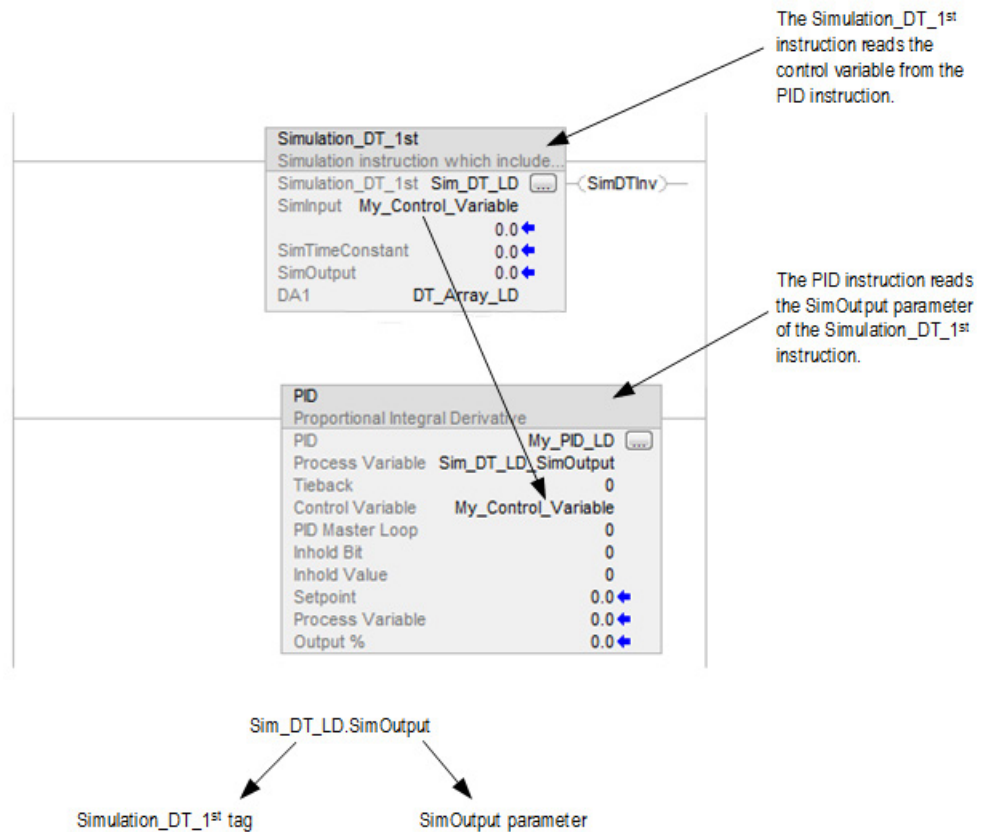 The Simulation_DT_1st
instruction reads the
control variable from the
PID instruction.
Simulation_DT_1st
Simulation instruction which include...
Simulation_DT_1st Sim_DT_LD ...
SimDTInv
SimInput My_Control_Variable
0.0
SimTimeConstant 0.0
SimOutput 0.0
DA1 DT_Array_LD
The PID instruction reads
the SimOutput parameter
of the Simulation_DT_1st
instruction.
PID
Proportional Integral Derivative
PID My_PID_LD ...
Process Variable Sim_DT_LD_SimOutput
Tieback 0
Control Variable My_Control_Variable
PID Master Loop 0
Inhold Bit 0
Inhold Value 0
Setpoint 0.0
Process Variable 0.0
Output % 0.0
Sim_DT_LD.SimOutput
Simulation_DT_1st tag
SimOutput parameter